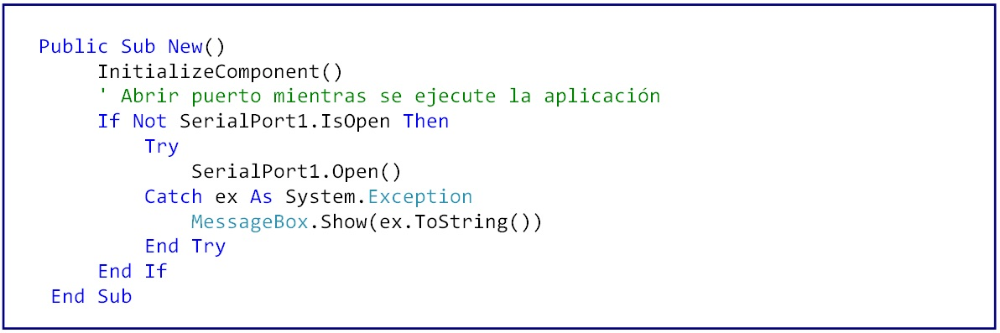 Public Sub New()
InitializeComponent()
' Abrir puerto mientras se ejecute la aplicación
If Not SerialPort1.IsOpen Then
Try
SerialPort1.Open()
Catch ex As System.Exception
MessageBox.Show(ex.ToString())
End Try
End If
End Sub